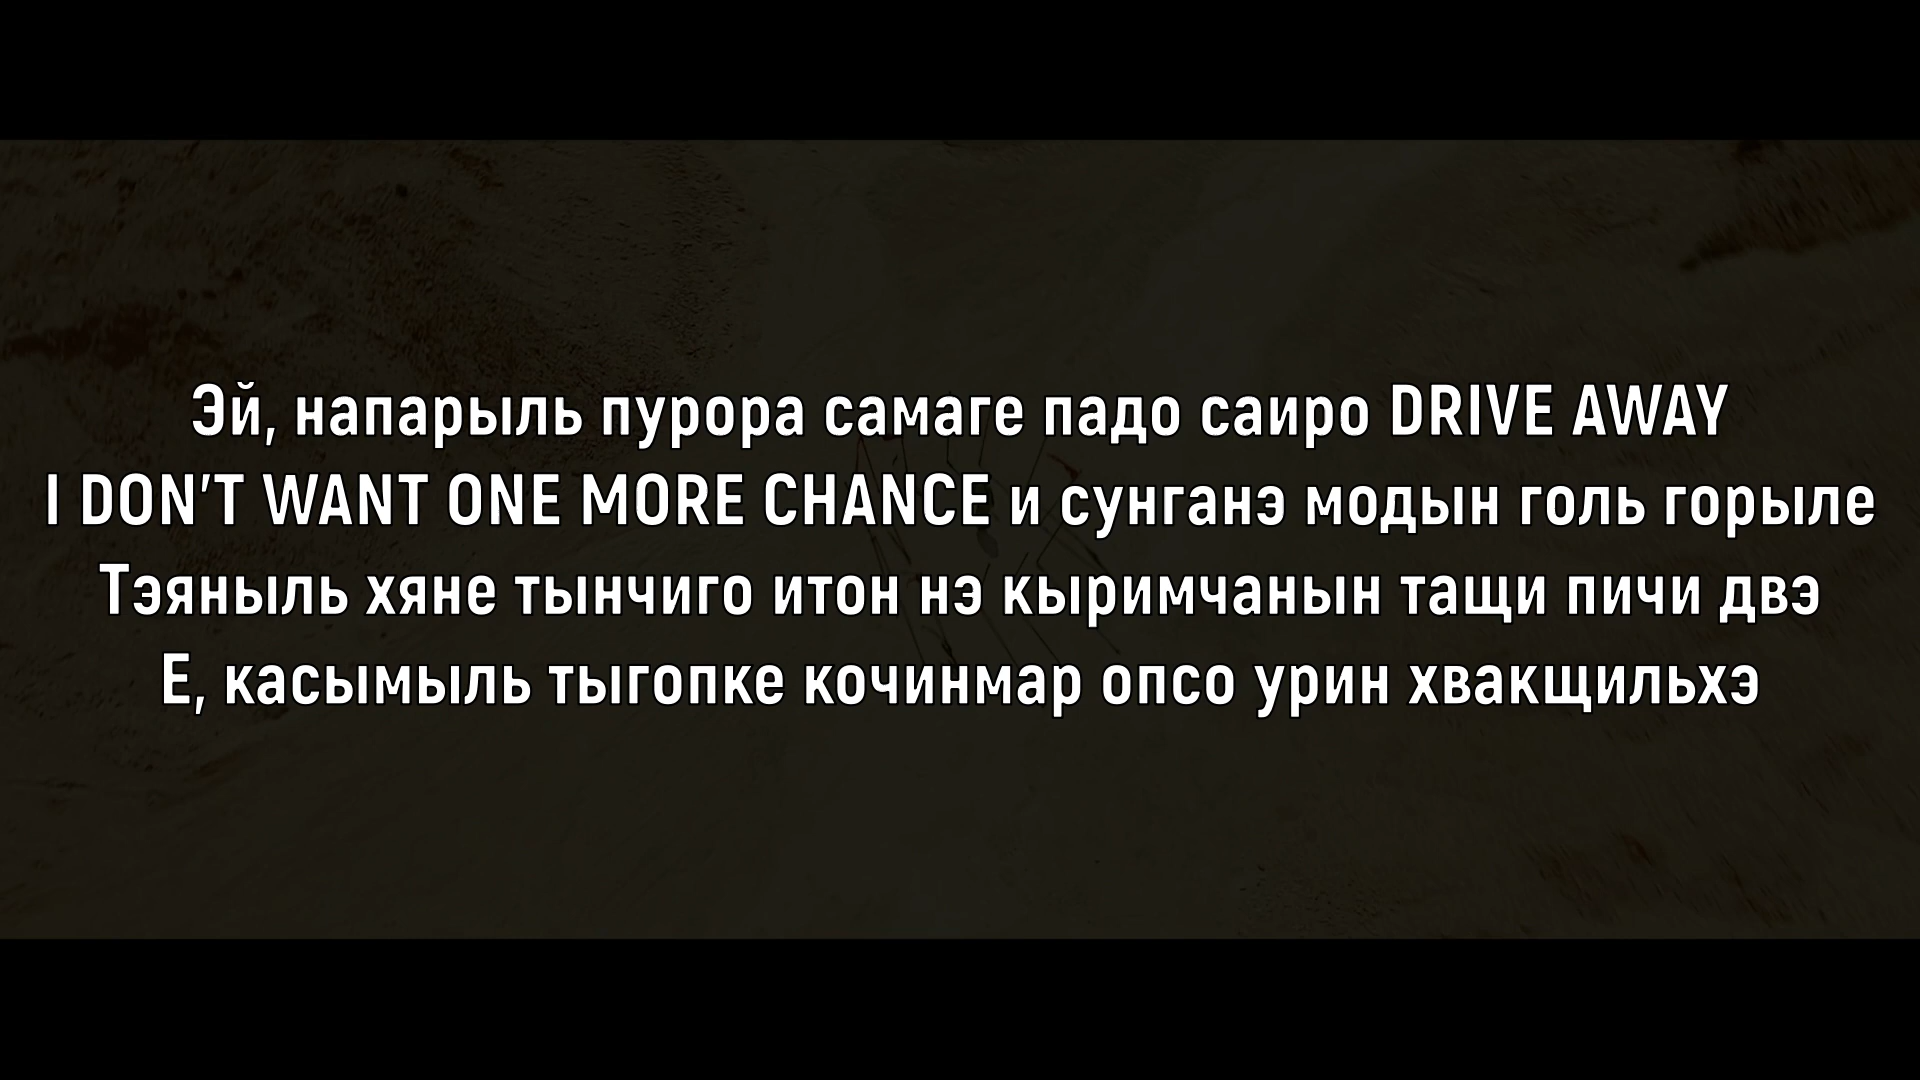 Эй, напарыль пурора самаге падо саиро DRIVE AWAY
I DON'T WANT ONE MORE CHANCE и сунганэ модын голь горыле
Тэяныль хяне тынчиго итон нэ кыримчанын тащи пичи двэ
Е, касымыль тыгопке кочинмар опсо урин хвакщильхэ